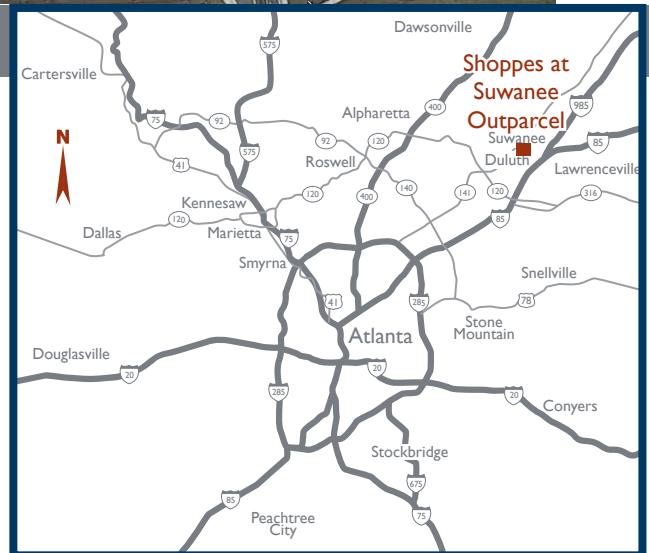 575
Dawsonville
Shoppes at
Suwanee
Outparcel
Cartersville
985
400
75
92
Alpharetta
92
120
Suwanee
85
575
Roswell
Duluth
Lawrenceville
41
N
120
400
140
141
120
316
Kennesaw
120
85
Dallas
Marietta
75
Smyrna
Snellville
41
285
78
Stone
Mountain
Atlanta
Douglasville
20
20
285
20
Conyers
Stockbridge
675
85
75
Peachtree
City